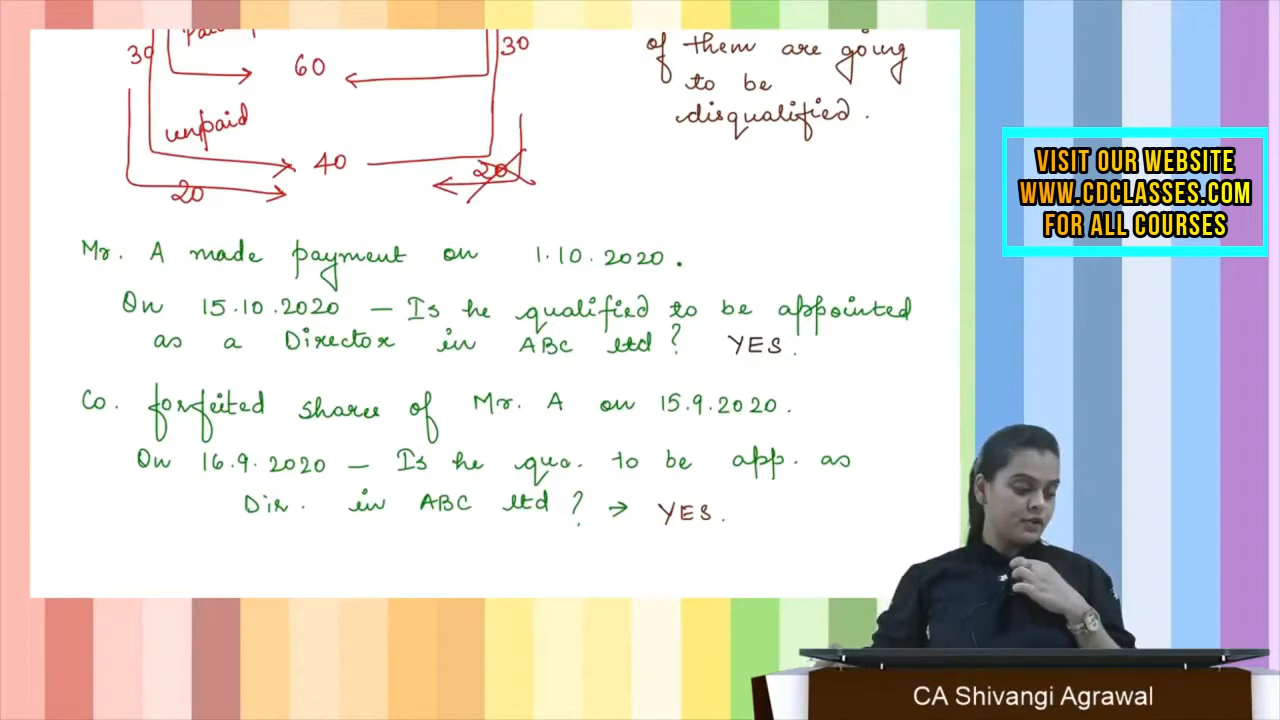 of them are going
30
30
60
to be
disqualified.
unpaid
40
20
20
Mr. A made payment on 1.10.2020.
On 15.10.2020 – Is he qualified to be appointed
as a Director in ABC ltd? YES.
Co. forfeited share of Mr. A on 15.9.2020.
On 16.9.2020 – Is he qua. to be app. as
Dir. in ABC ltd? → YES.
VISIT OUR WEBSITE
WWW.CDCLASSES.COM
FOR ALL COURSES
CA Shivangi Agrawal